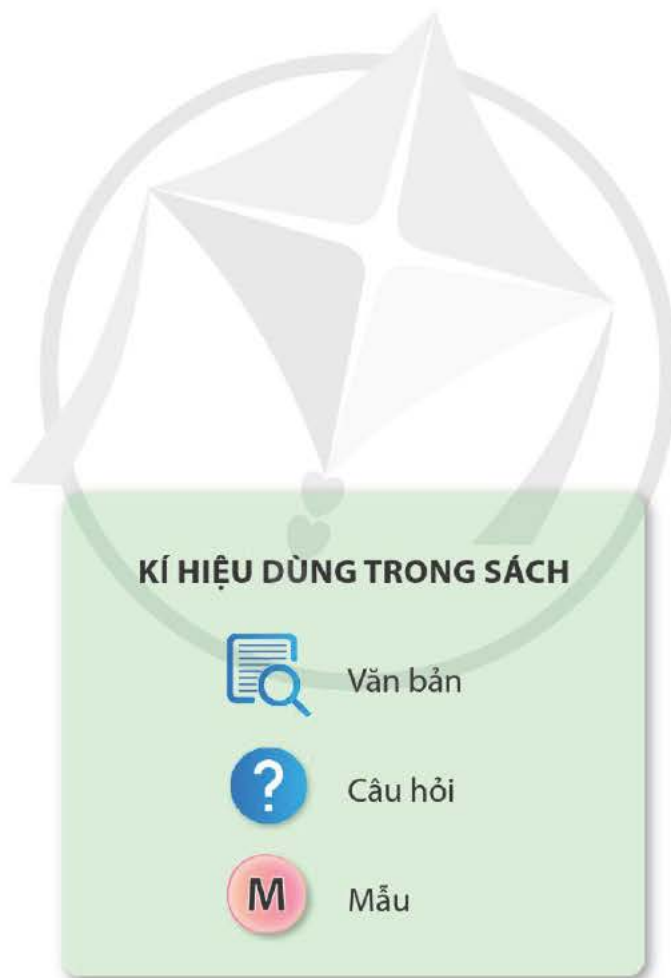 KÍ HIỆU DÙNG TRONG SÁCH
Văn bản
? Câu hỏi
M Mẫu